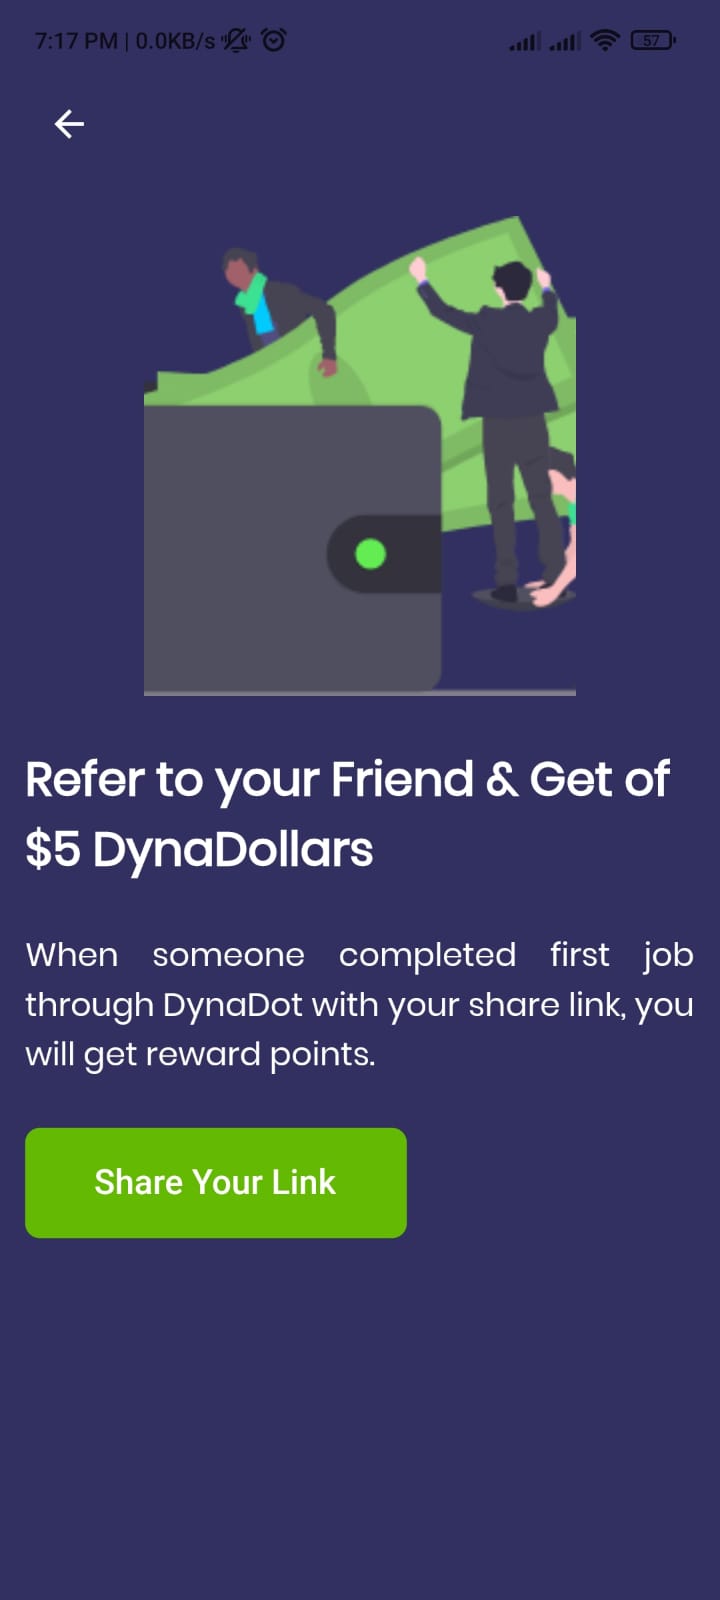 7:17 PM | 0.0KB/s 57
Refer to your Friend & Get of
$5 DynaDollars
When someone completed first job
through DynaDot with your share link, you
will get reward points.
Share Your Link